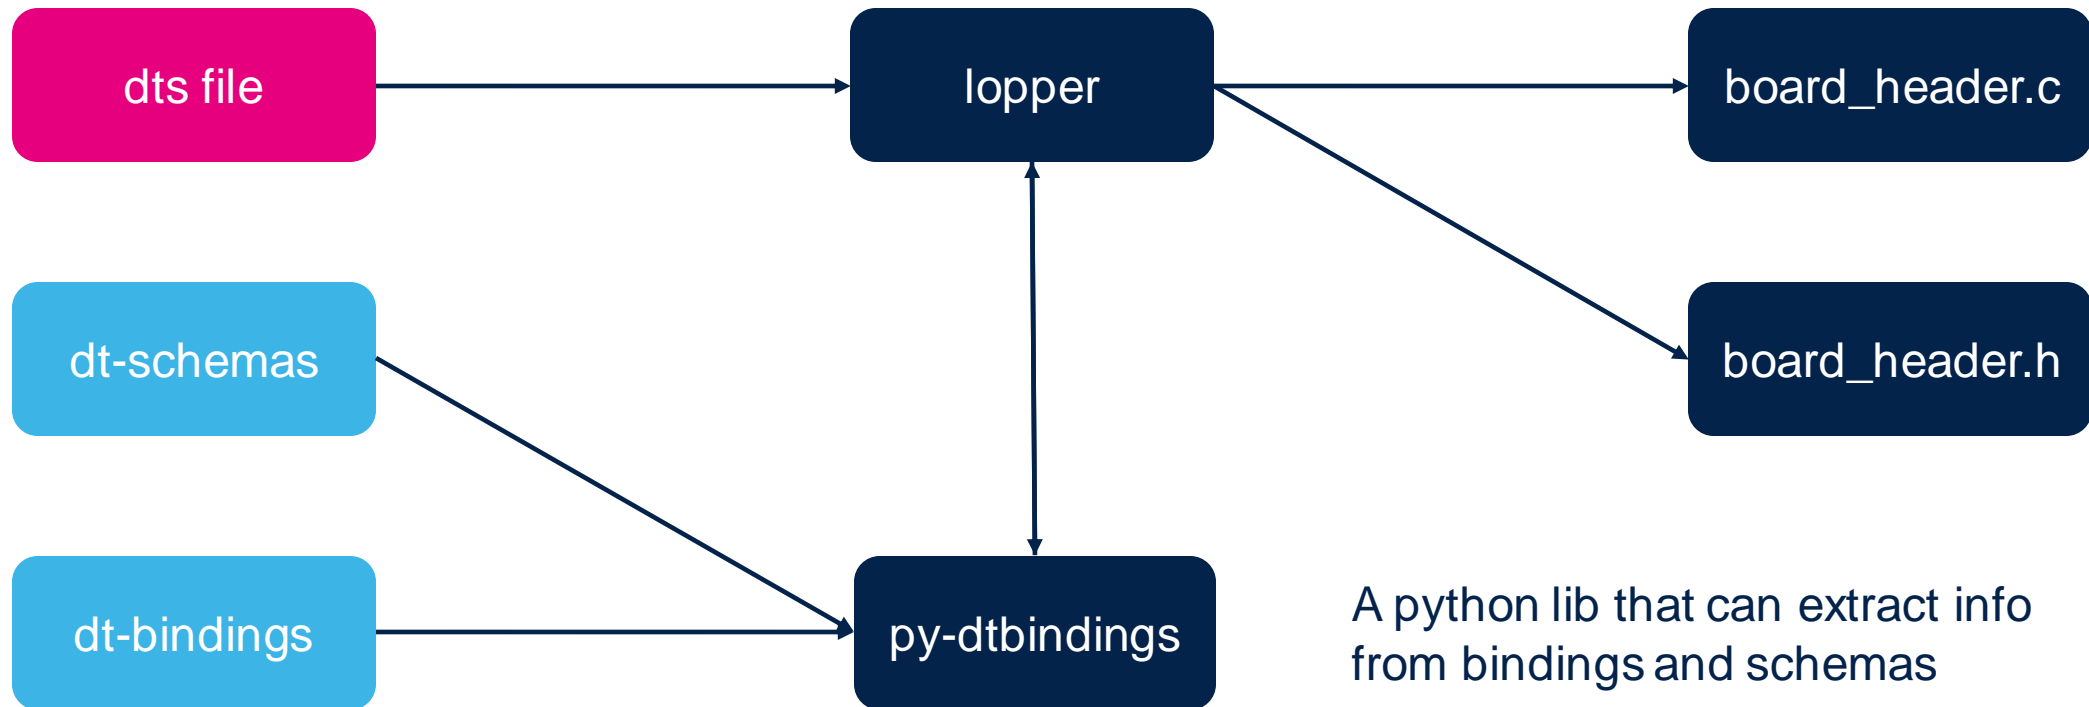 dts file
lopper
board_header.c
dt-schemas
board_header.h
dt-bindings
py-dtbindings
A python lib that can extract info
from bindings and schemas